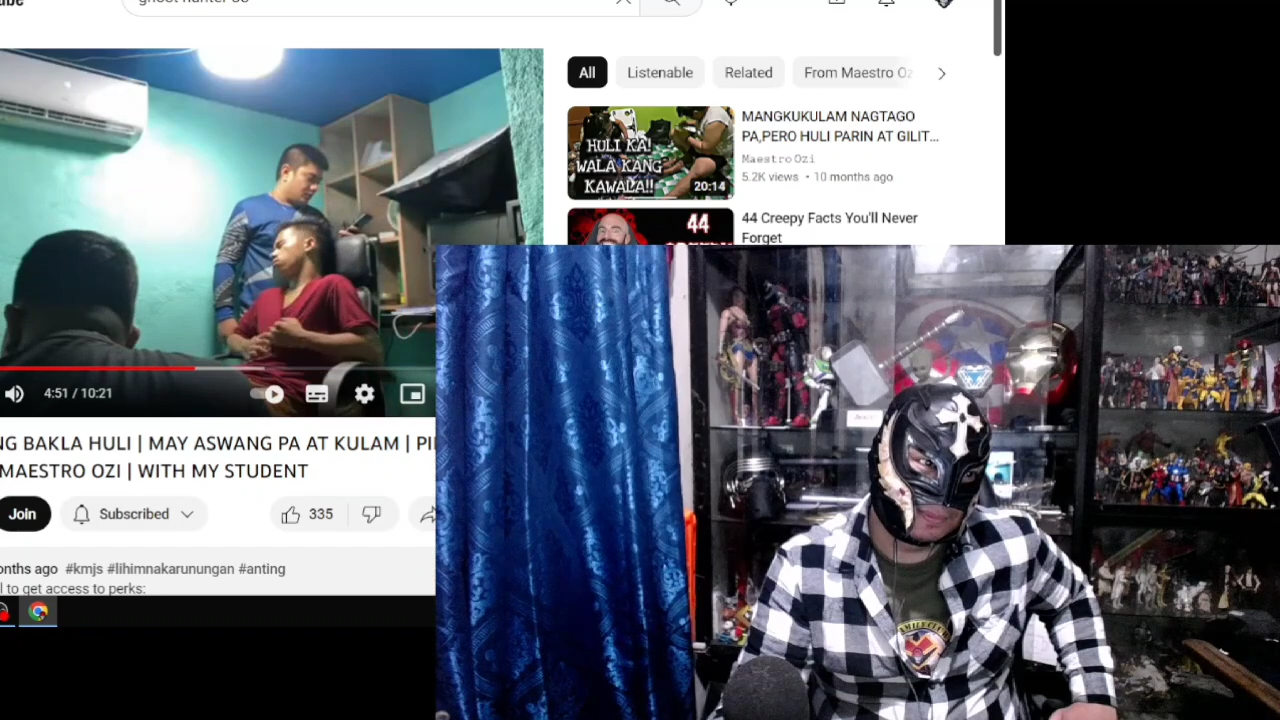 All
Listenable
Related
From Maestro Oz
MANGKUKULAM NAGTAGO
PA,PERO HULI PARIN AT GILIT...
Maestro Ozi
5.2K views • 10 months ago
HULI KA!
WALA KANG
KAWALA!!
20:14
44 Creepy Facts You'll Never
Forget
44
4:51 / 10:21
NG BAKLA HULI | MAY ASWANG PA AT KULAM | PI
MAESTRO OZI | WITH MY STUDENT
Join
Subscribed
335
onths ago #kmjs #lihimnakarunungan #anting
l to get access to perks: